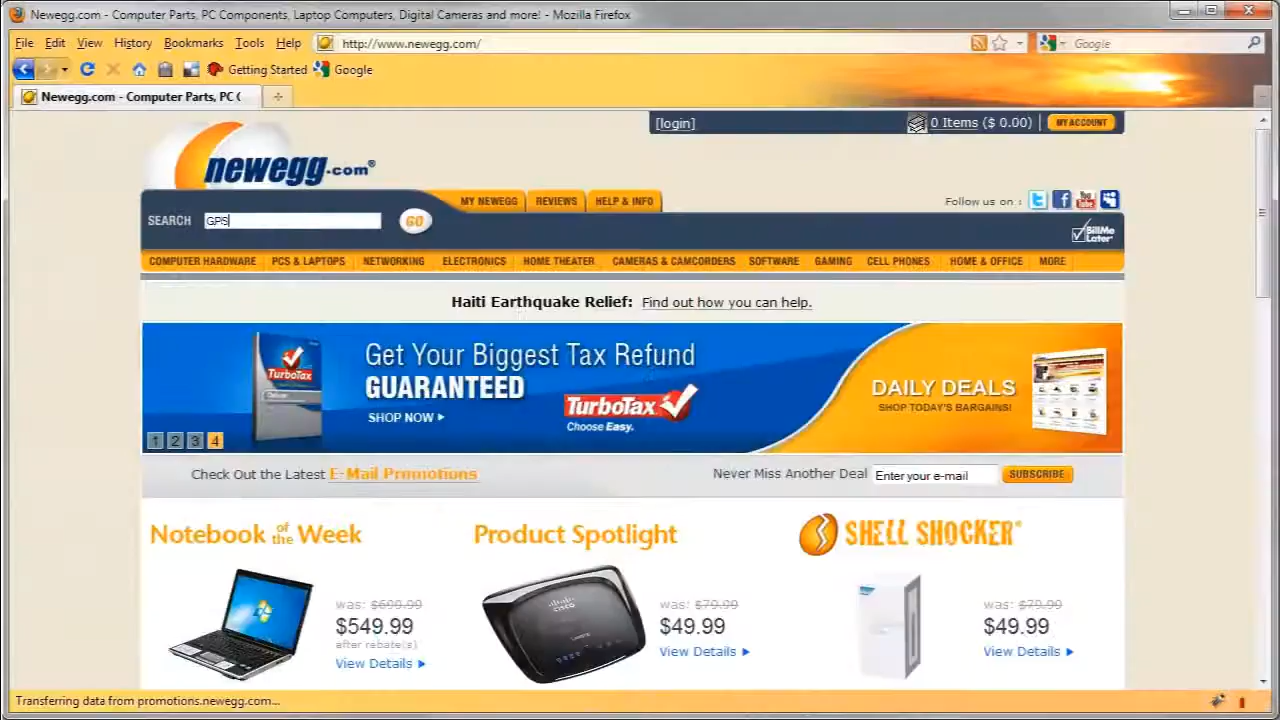 Newegg.com - Computer Parts, PC Components, Laptop Computers, Digital Cameras and more! - Mozilla Firefox
File Edit View History Bookmarks Tools Help http://www.newegg.com/ Google
Getting Started Google
Newegg.com - Computer Parts, PC (
[login] 0 Items ($ 0.00) MY ACCOUNT
newegg.com®
MY NEWEGG REVIEWS HELP & INFO Follow us on :
SEARCH GPS GO
BillMeLater
COMPUTER HARDWARE PCS & LAPTOPS NETWORKING ELECTRONICS HOME THEATER CAMERAS & CAMCORDERS SOFTWARE GAMING CELL PHONES HOME & OFFICE MORE
Haiti Earthquake Relief: Find out how you can help.
Get Your Biggest Tax Refund
GUARANTEED
SHOP NOW
TurboTax
Choose Easy.
TurboTax
DAILY DEALS
SHOP TODAY'S BARGAINS!
1 2 3 4
Check Out the Latest E-Mail Promotions Never Miss Another Deal Enter your e-mail SUBSCRIBE
Notebook of the Week Product Spotlight SHELL SHOCKER®
was: $699.99 was: $79.99 was: $79.99
$549.99 $49.99 $49.99
after rebate(s)
View Details View Details View Details
cisco
Transferring data from promotions.newegg.com...